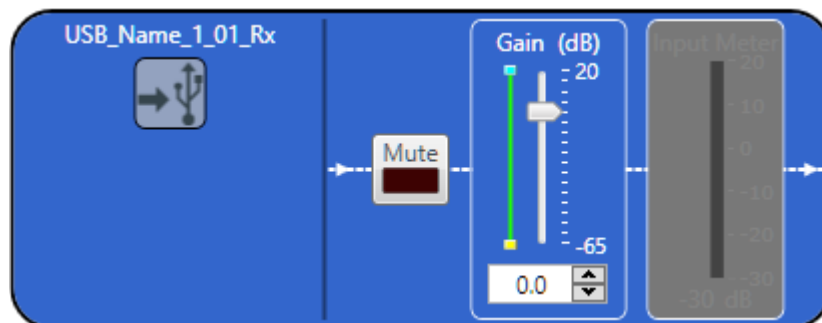 USB_Name_1_01_Rx
Mute
Gain (dB)
20
-65
0.0
Input Meter
20
10
0
-10
-20
-30
-30 dB